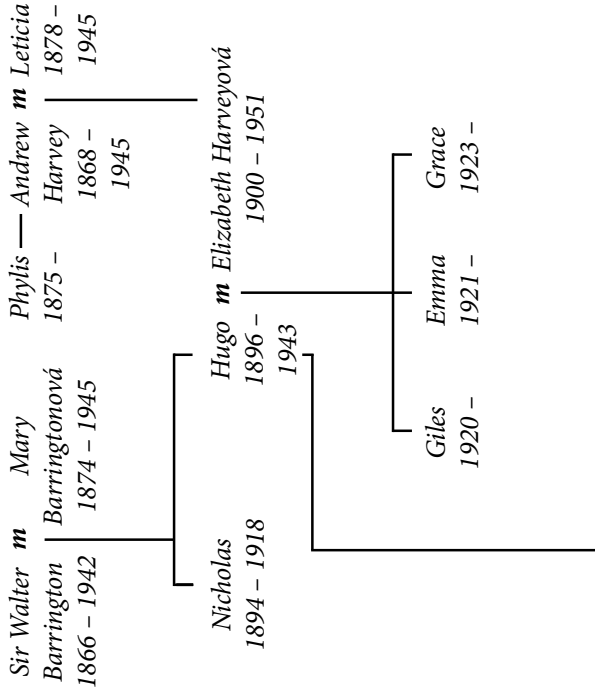 Sir Walter m Mary
Barrington Barringtonová
1866 – 1942 1874 – 1945
Phylis — Andrew m Leticia
1875 – Harvey 1878 –
1868 – 1945
1945
Nicholas
1894 – 1918
Hugo m Elizabeth Harveyová
1896 – 1900 – 1951
1943
Giles
1920 –
Emma
1921 –
Grace
1923 –